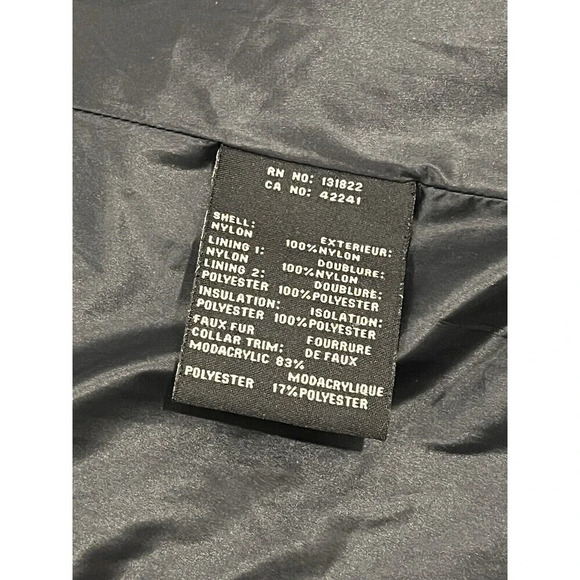 RN NO: 131822
CA NO: 42241
SHELL: EXTERIEUR:
NYLON 100% NYLON
LINING 1: DOUBLURE:
NYLON 100% NYLON
LINING 2: DOUBLURE:
POLYESTER 100% POLYESTER
INSULATION: ISOLATION:
POLYESTER 100% POLYESTER
FAUX FUR FOURRURE
COLLAR TRIM: DE FAUX
MODACRYLIC 83%
MODACRYLIQUE
POLYESTER 17% POLYESTER